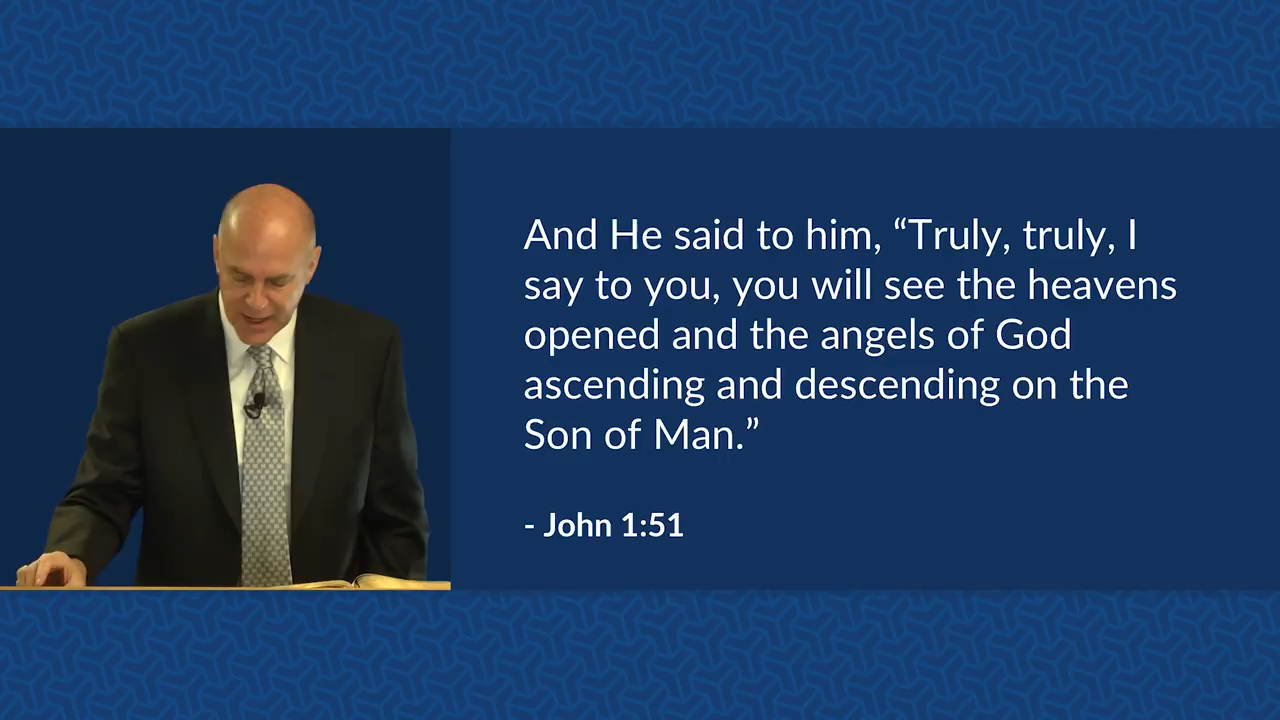 And He said to him, “Truly, truly, I
say to you, you will see the heavens
opened and the angels of God
ascending and descending on the
Son of Man.”
- John 1:51